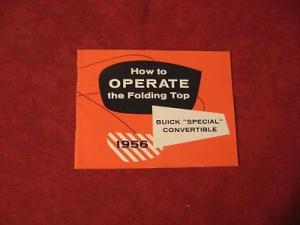 How to
OPERATE
the Folding Top
BUICK "SPECIAL"
CONVERTIBLE
1956